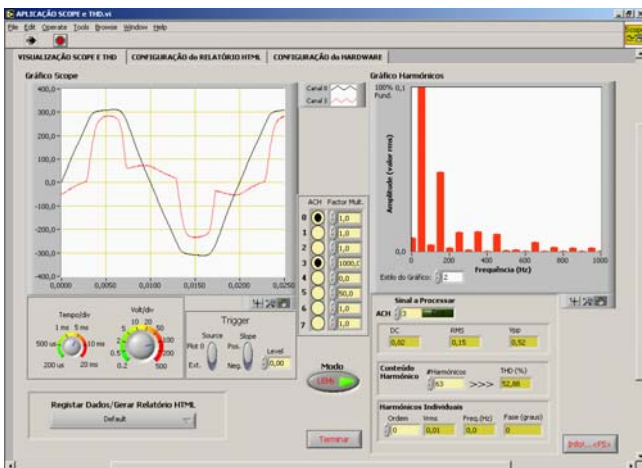 APLICAÇÃO SCOPE e THD.vi
File Edit Operate Tools Browse Window Help
Scope
VISUALIZAÇÃO SCOPE E THD
CONFIGURAÇÃO do RELATÓRIO HTML
CONFIGURAÇÃO do HARDWARE
Gráfico Scope
400,0
300,0
200,0
100,0
0,0
-100,0
-200,0
-300,0
-400,0
0,0000
0,0050
0,0100
0,0150
0,0200
0,0250
Canal 0
Canal 3
ACH Factor Mult.
0 1,0
1 1,0
2 1,0
3 1000,0
4 0,0
5 50,0
6 1,0
7 1,0
Gráfico Harmónicos
100% 0,1
Fund.
Amplitude (valor rms)
0,0
0
200
400
600
800
1000
Frequência (Hz)
Estilo do Gráfico: 2
Tempo/div
1 ms
5 ms
500 us
10 ms
200 us
20 ms
Volt/div
10
20
5
50
2
100
0.5
200
0.2
500
Trigger
Source
Slope
Plot 0
Pos.
Level
0,00
Ext.
Neg.
Modo
LEMs
Terminar
Registar Dados/Gerar Relatório HTML
Default
Sinal a Processar
ACH 3
DC
RMS
Vpp
0,02
0,15
0,52
Conteúdo Harmónico
#Harmónicos
63
>>>
THD (%)
52,88
Harmónicos Individuais
Ordem
Vrms
Freq.(Hz)
Fase (graus)
0
0,01
0,0
0
Info!...<F5>